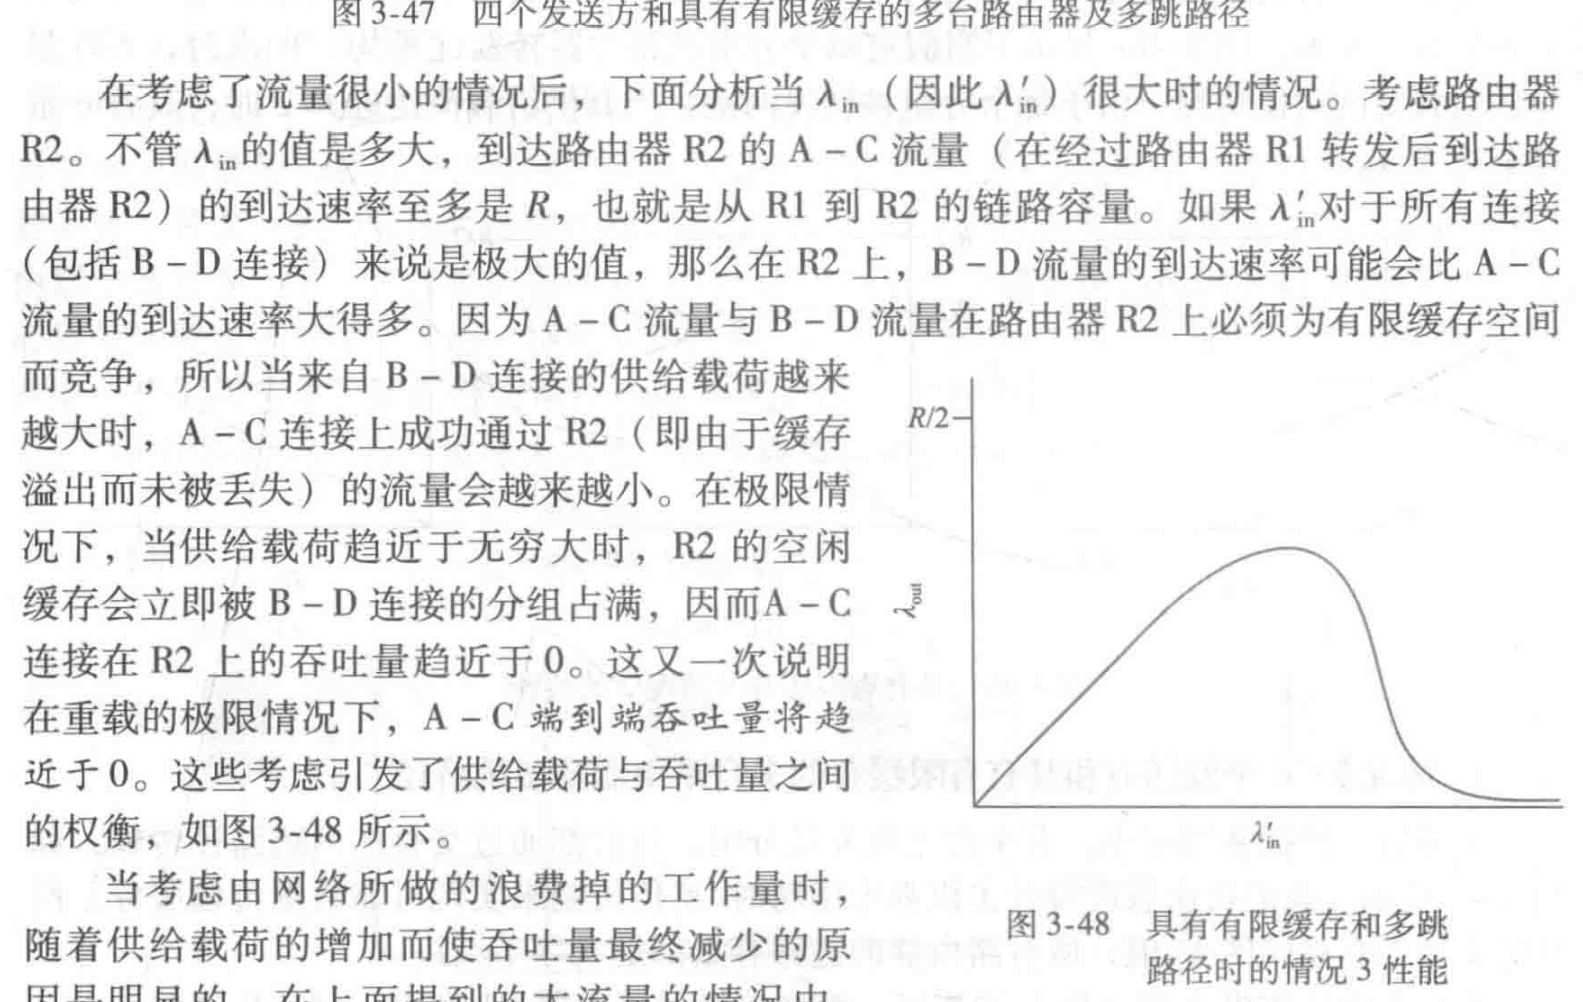 图 3-47 四个发送方和具有有限缓存的多台路由器及多跳路径
在考虑了流量很小的情况后，下面分析当 λin（因此 λ′in）很大时的情况。考虑路由器
R2。不管 λin的值是多大，到达路由器 R2 的 A – C 流量（在经过路由器 R1 转发后到达路
由器 R2）的到达速率至多是 R，也就是从 R1 到 R2 的链路容量。如果 λ′in对于所有连接
（包括 B – D 连接）来说是极大的值，那么在 R2 上，B – D 流量的到达速率可能会比 A – C
流量的到达速率大得多。因为 A – C 流量与 B – D 流量在路由器 R2 上必须为有限缓存空间
而竞争，所以当来自 B – D 连接的供给载荷越来
越大时，A – C 连接上成功通过 R2（即由于缓存
溢出而未被丢失）的流量会越来越小。在极限情
况下，当供给载荷趋近于无穷大时，R2 的空闲
缓存会立即被 B – D 连接的分组占满，因而A – C
连接在 R2 上的吞吐量趋近于 0。这又一次说明
在重载的极限情况下，A – C 端到端吞吐量将趋
近于 0。这些考虑引发了供给载荷与吞吐量之间
的权衡，如图 3-48 所示。
当考虑由网络所做的浪费掉的工作量时，
随着供给载荷的增加而使吞吐量最终减少的原
因是明显的。在上面提到的大流量的情况中，
R/2
λout
λ′in
图 3-48 具有有限缓存和多跳
路径时的情况 3 性能